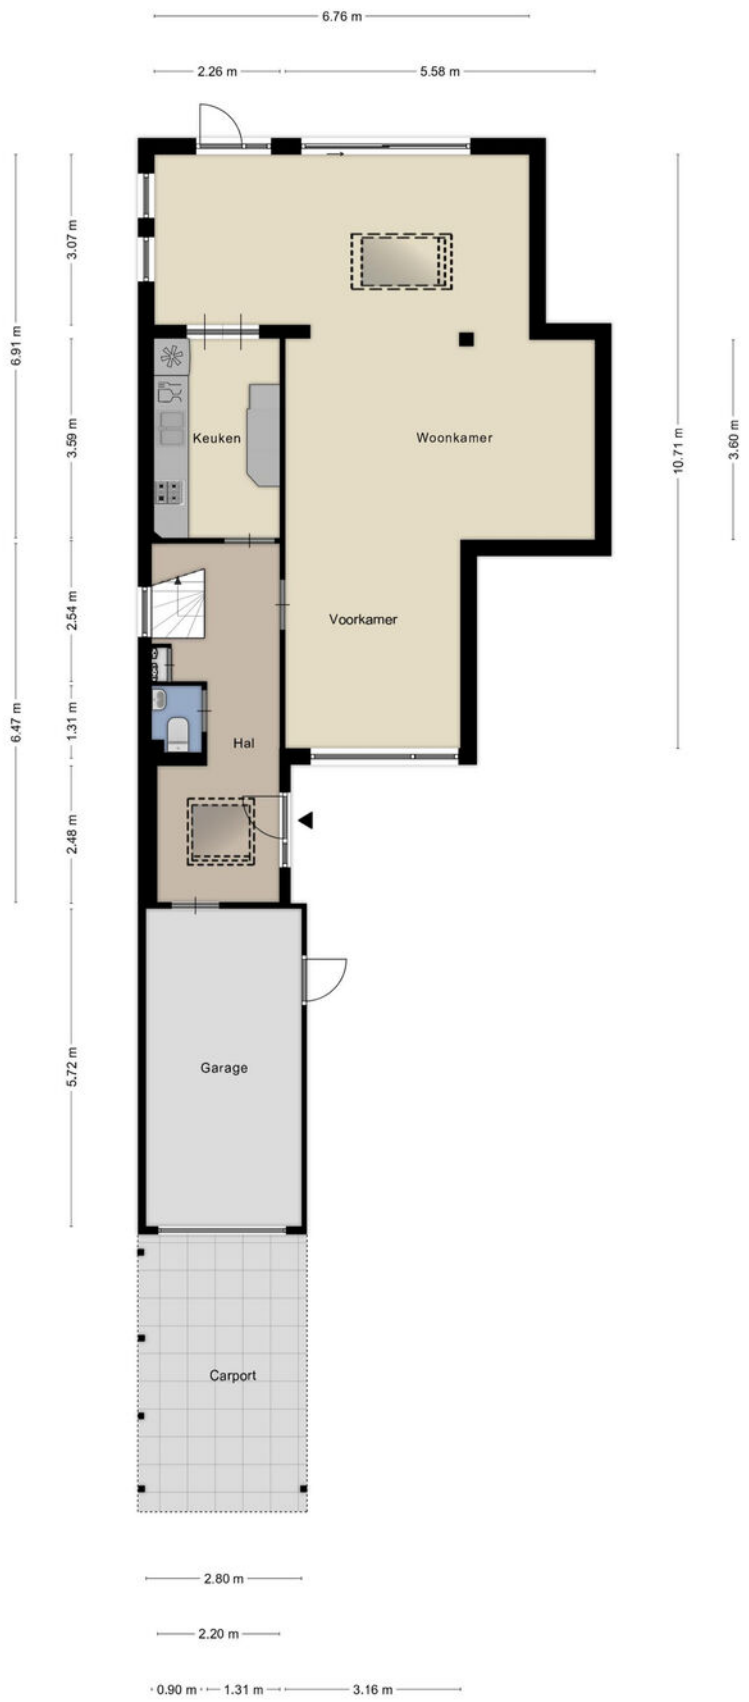 6.76 m
2.26 m
5.58 m
3.07 m
6.91 m
3.59 m
Keuken
Woonkamer
10.71 m
3.60 m
2.54 m
Voorkamer
6.47 m
1.31 m
Hal
2.48 m
5.72 m
Garage
Carport
2.80 m
2.20 m
0.90 m
1.31 m
3.16 m